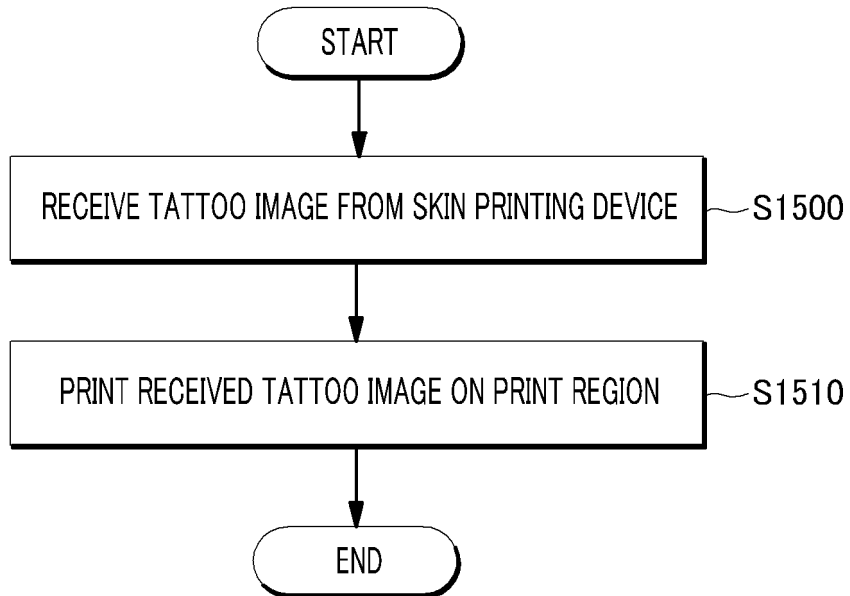 START
RECEIVE TATTOO IMAGE FROM SKIN PRINTING DEVICE
S1500
PRINT RECEIVED TATTOO IMAGE ON PRINT REGION
S1510
END